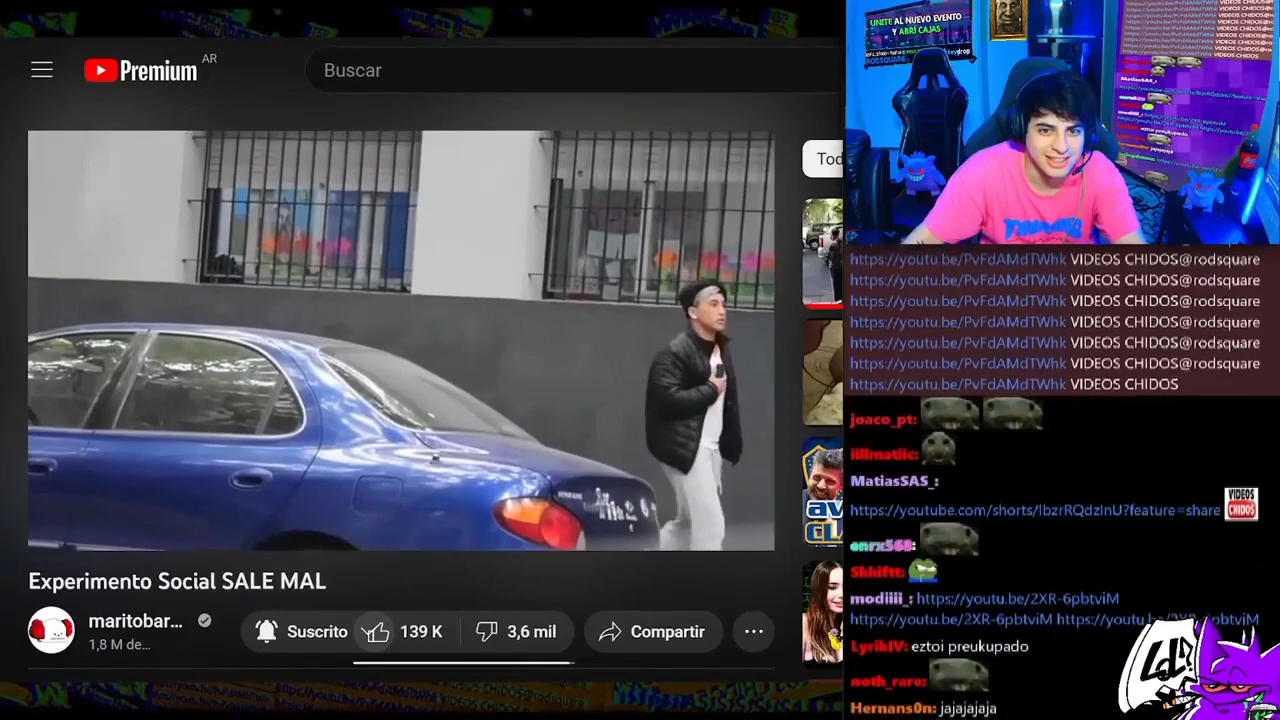 Premium AR
Buscar
Tod
Experimento Social SALE MAL
maritobar...
1,8 M de...
Suscrito
139 K
3,6 mil
Compartir
UNITE AL NUEVO EVENTO
Y ABRÍ CAJAS
https://youtu.be/PvFdAMdTWhk VIDEOS CHIDOS@rodsquare
https://youtu.be/PvFdAMdTWhk VIDEOS CHIDOS@rodsquare
https://youtu.be/PvFdAMdTWhk VIDEOS CHIDOS@rodsquare
https://youtu.be/PvFdAMdTWhk VIDEOS CHIDOS@rodsquare
https://youtu.be/PvFdAMdTWhk VIDEOS CHIDOS@rodsquare
https://youtu.be/PvFdAMdTWhk VIDEOS CHIDOS@rodsquare
https://youtu.be/PvFdAMdTWhk VIDEOS CHIDOS
joaco_pt:
iillmatiic:
MatiasSAS_:
https://youtube.com/shorts/lbzrRQdzlnU?feature=share VIDEOS CHIDOS
enrx568:
Shhiftt:
modiiii_: https://youtu.be/2XR-6pbtviM
https://youtu.be/2XR-6pbtviM https://youtu.be/2XR-6pbtviM
LyrikIV: eztoi preukupado
noth_rare:
Hernans0n: jajajajaja
LOL?